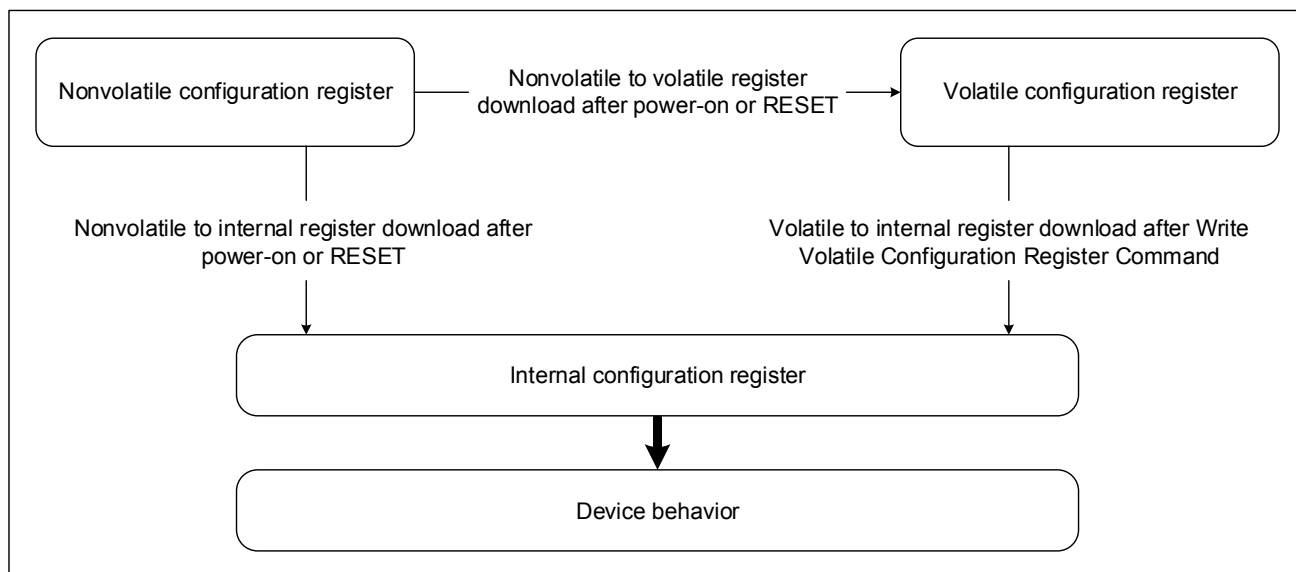 Nonvolatile configuration register
Nonvolatile to volatile register
download after power-on or RESET
Volatile configuration register
Nonvolatile to internal register download after
power-on or RESET
Volatile to internal register download after Write
Volatile Configuration Register Command
Internal configuration register
Device behavior